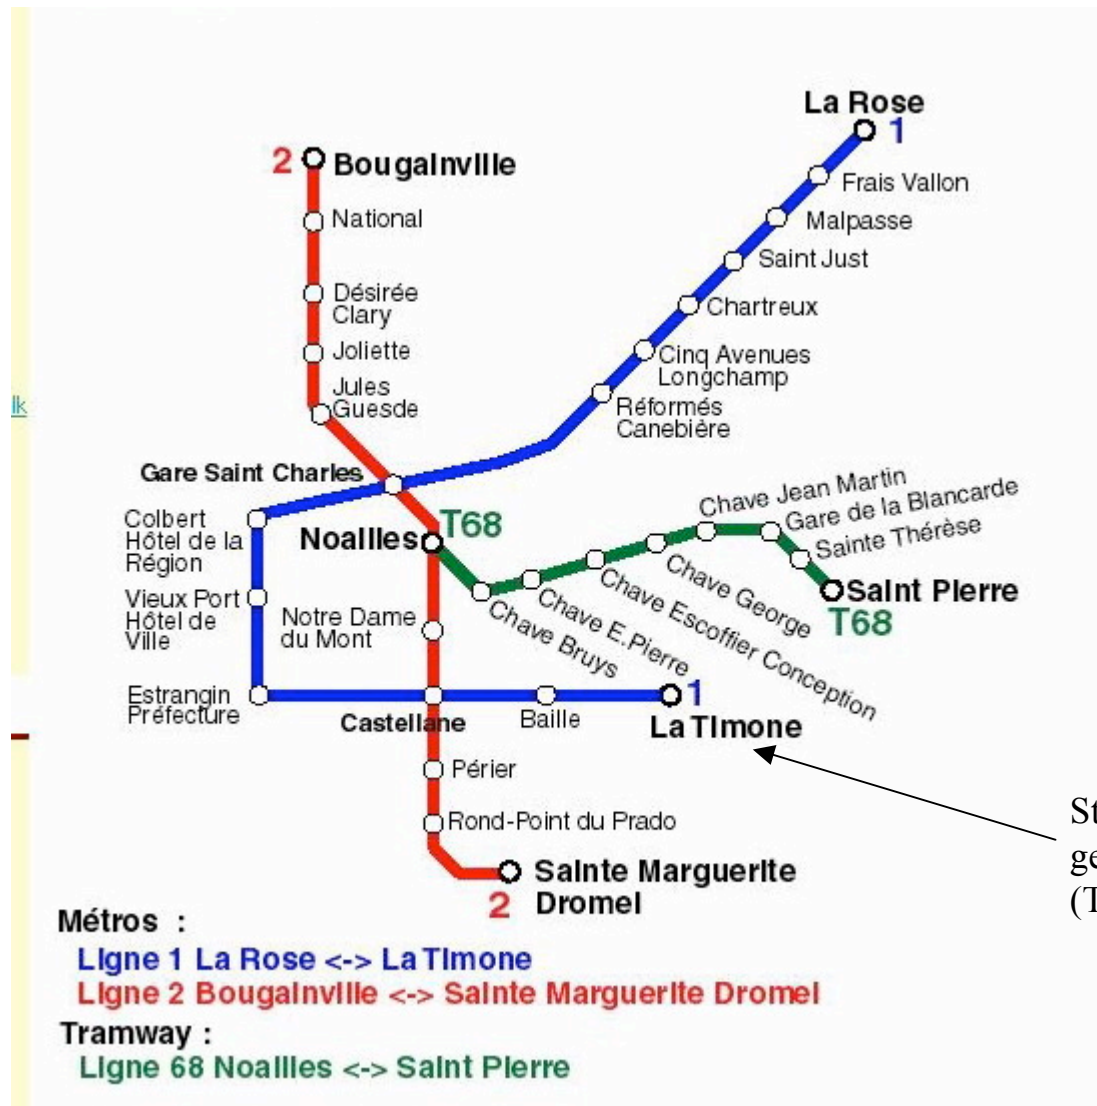 La Rose
1
2 Bougainville
Frais Vallon
National
Malpasse
Saint Just
Désirée
Clary
Chartreux
Joliette
Cinq Avenues
Longchamp
Jules
Guesde
lk
Réformés
Canebière
Gare Saint Charles
Chave Jean Martin
Gare de la Blancarde
Sainte Thérèse
Colbert
Hôtel de la
Région
Noailles
T68
Saint Pierre
T68
Vieux Port
Hôtel de
Ville
Notre Dame
du Mont
Chave Bruys
Chave E.Pierre
Chave Escoffier Conception
Chave George
Estrangin
Préfecture
Castellane
Baille
1
La Timone
Périer
Rond-Point du Prado
St
ge
(T
Sainte Marguerite
Dromel
2
Métros :
Ligne 1 La Rose <-> La Timone
Ligne 2 Bougainville <-> Sainte Marguerite Dromel
Tramway :
Ligne 68 Noailles <-> Saint Pierre